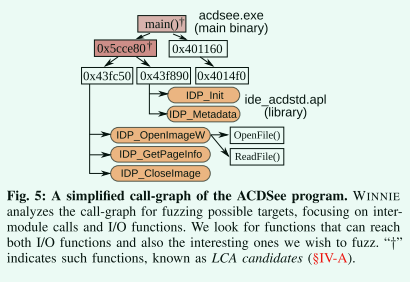 main()†
acdsee.exe
(main binary)
0x5cce80†
0x401160
0x43fc50
0x43f890
0x4014f0
IDP_Init
ide_acdstd.apl
(library)
IDP_Metadata
IDP_OpenImageW
OpenFile()
IDP_GetPageInfo
ReadFile()
IDP_CloseImage
Fig. 5: A simplified call-graph of the ACDSee program. WINNIE
analyzes the call-graph for fuzzing possible targets, focusing on inter-
module calls and I/O functions. We look for functions that can reach
both I/O functions and also the interesting ones we wish to fuzz. “†”
indicates such functions, known as LCA candidates (§IV-A).